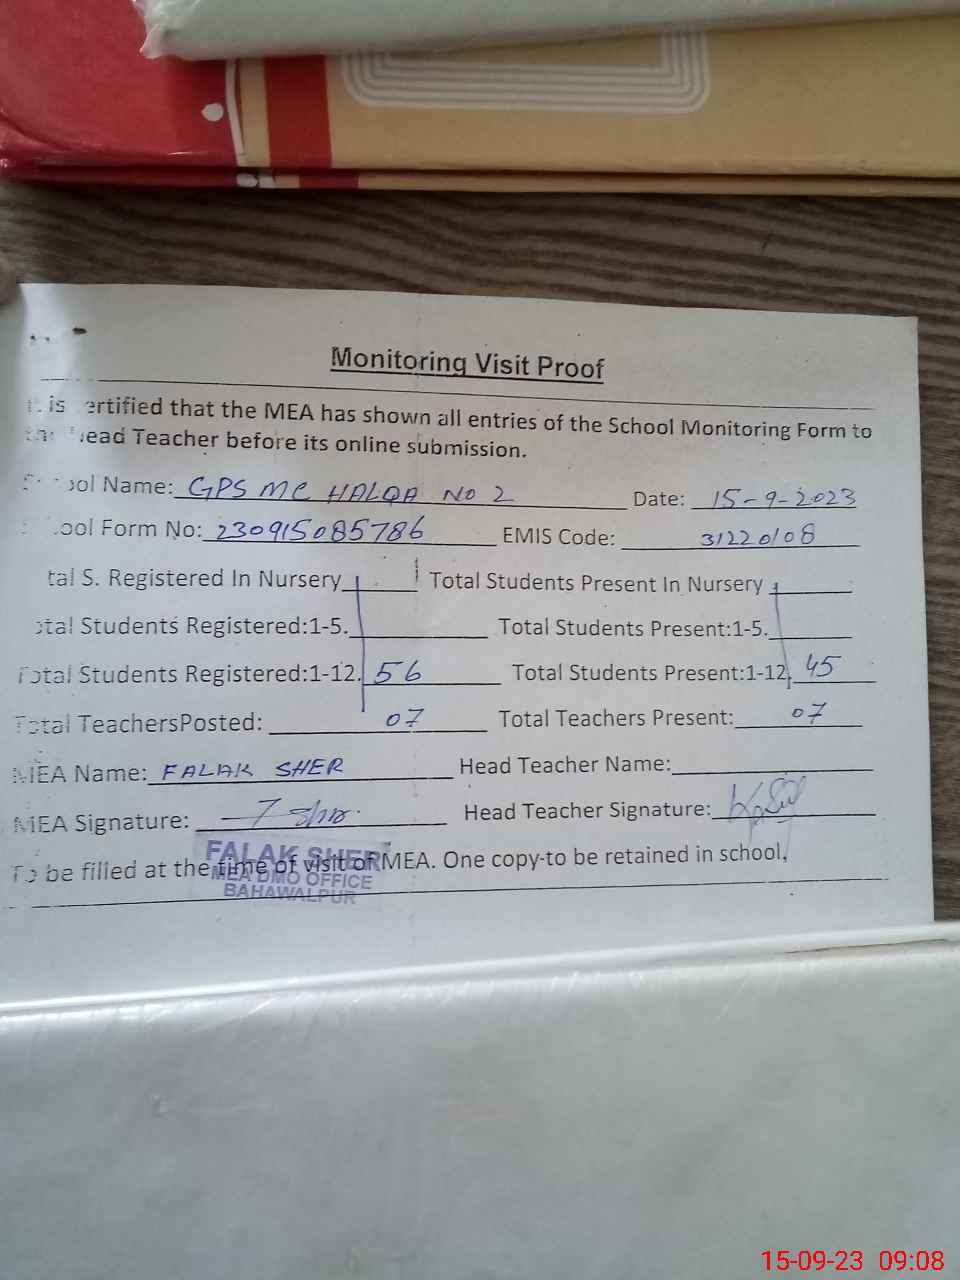 Monitoring Visit Proof
is ertified that the MEA has shown all entries of the School Monitoring Form to
ead Teacher before its online submission.
ool Name: GPS MC HALQA NO 2 Date: 15-9-2023
ool Form No: 230915085786 EMIS Code: 31220108
tal S. Registered In Nursery Total Students Present In Nursery
otal Students Registered:1-5. Total Students Present:1-5.
Total Students Registered:1-12. 56 Total Students Present:1-12. 45
Total TeachersPosted: 07 Total Teachers Present: 07
MEA Name: FALAK SHER Head Teacher Name:
MEA Signature: Head Teacher Signature:
To be filled at the time of visit of MEA. One copy-to be retained in school,
FALAK SHER
MEA DMO OFFICE
BAHAWALPUR
15-09-23 09:08